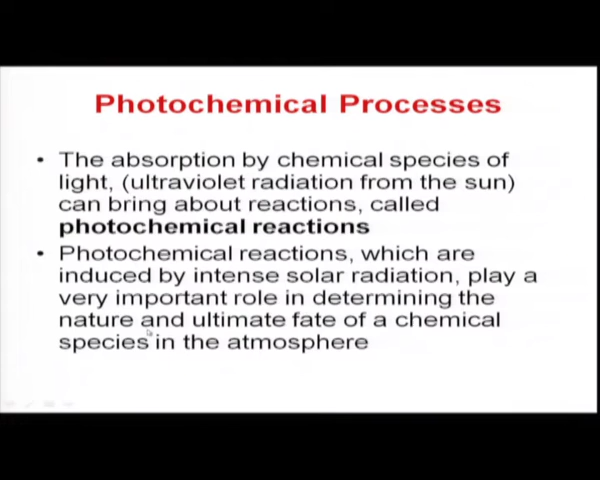 Photochemical Processes
• The absorption by chemical species of
light, (ultraviolet radiation from the sun)
can bring about reactions, called
photochemical reactions
• Photochemical reactions, which are
induced by intense solar radiation, play a
very important role in determining the
nature and ultimate fate of a chemical
species in the atmosphere